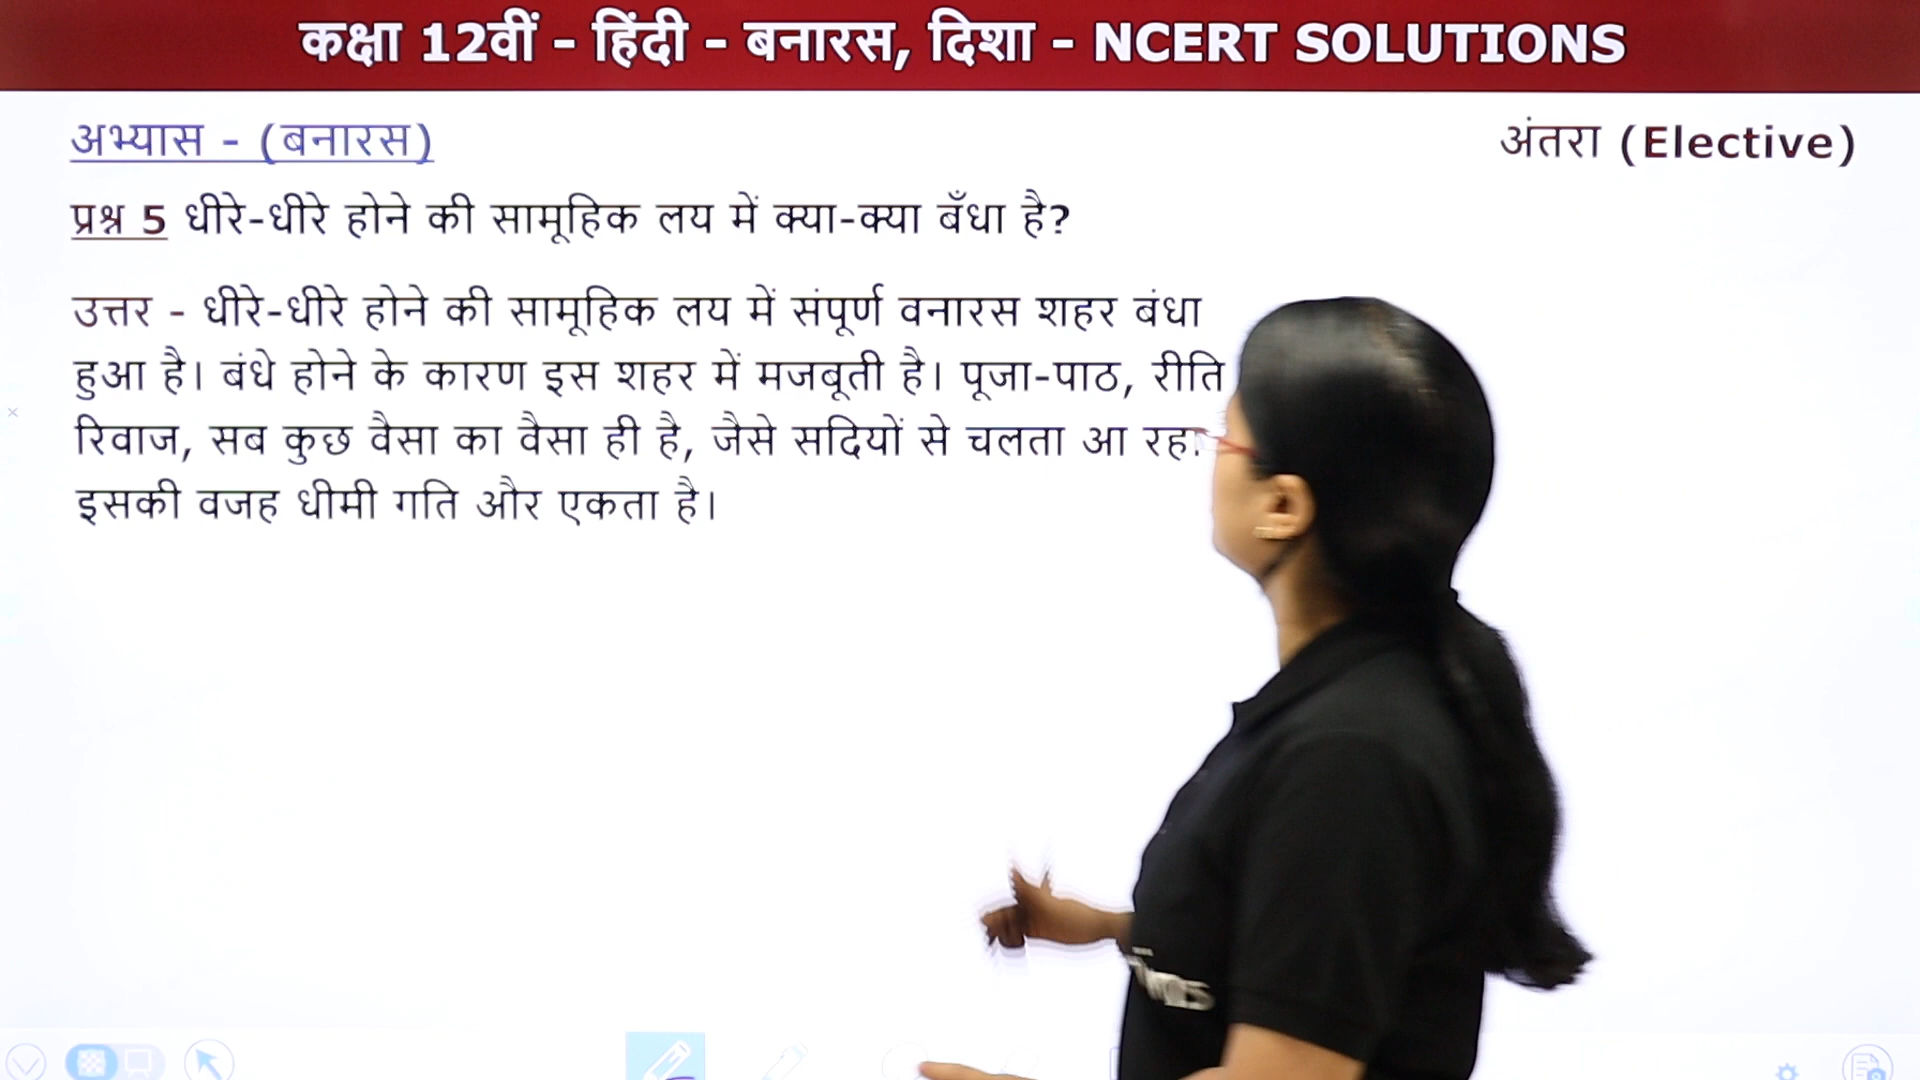 कक्षा 12वीं - हिंदी - बनारस, दिशा - NCERT SOLUTIONS
अभ्यास - (बनारस)
अंतरा (Elective)
प्रश्न 5 धीरे-धीरे होने की सामूहिक लय में क्या-क्या बँधा है?
उत्तर - धीरे-धीरे होने की सामूहिक लय में संपूर्ण वनारस शहर बंधा
हुआ है। बंधे होने के कारण इस शहर में मजबूती है। पूजा-पाठ, रीति
रिवाज, सब कुछ वैसा का वैसा ही है, जैसे सदियों से चलता आ रहा
इसकी वजह धीमी गति और एकता है।